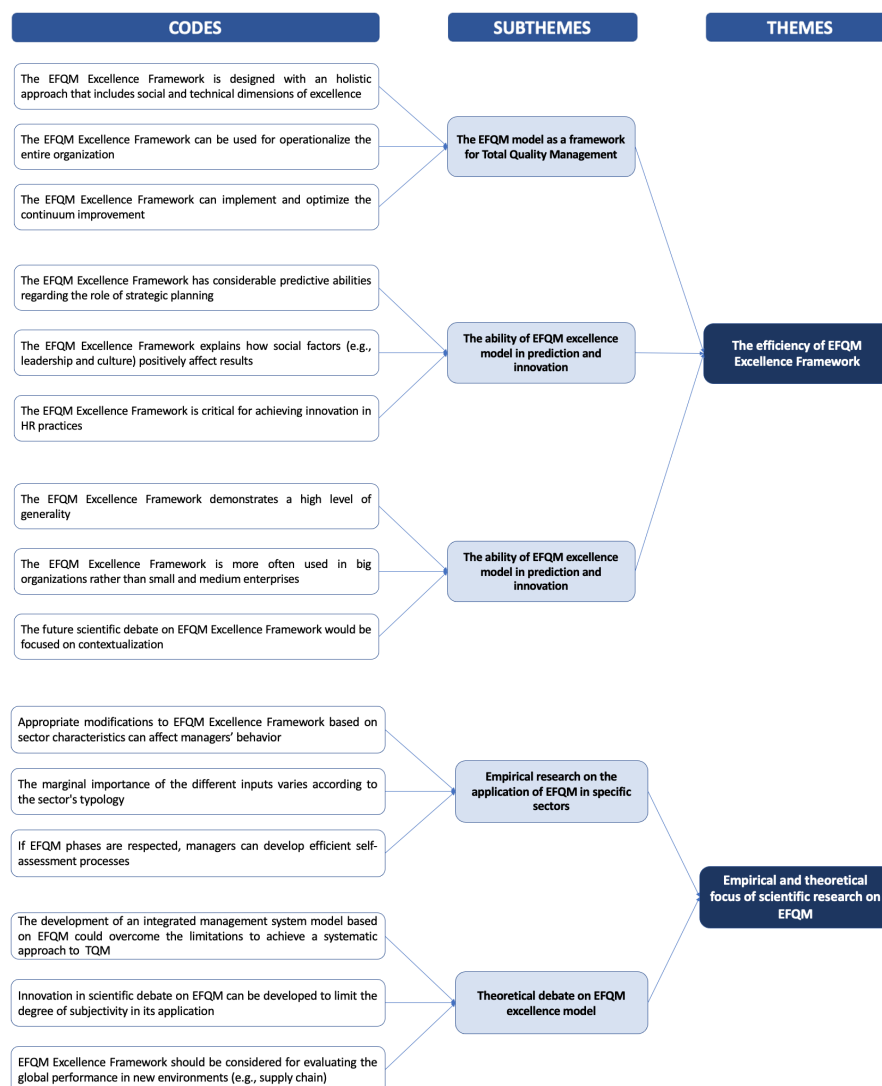 CODES
SUBTHEMES
THEMES
The EFQM Excellence Framework is designed with an holistic
approach that includes social and technical dimensions of excellence
The EFQM Excellence Framework can be used for operationalize the
entire organization
The EFQM Excellence Framework can implement and optimize the
continuum improvement
The EFQM model as a framework
for Total Quality Management
The EFQM Excellence Framework has considerable predictive abilities
regarding the role of strategic planning
The EFQM Excellence Framework explains how social factors (e.g.,
leadership and culture) positively affect results
The EFQM Excellence Framework is critical for achieving innovation in
HR practices
The ability of EFQM excellence
model in prediction and
innovation
The EFQM Excellence Framework demonstrates a high level of
generality
The EFQM Excellence Framework is more often used in big
organizations rather than small and medium enterprises
The future scientific debate on EFQM Excellence Framework would be
focused on contextualization
The ability of EFQM excellence
model in prediction and
innovation
The efficiency of EFQM
Excellence Framework
Appropriate modifications to EFQM Excellence Framework based on
sector characteristics can affect managers' behavior
The marginal importance of the different inputs varies according to
the sector's typology
If EFQM phases are respected, managers can develop efficient self-
assessment processes
Empirical research on the
application of EFQM in specific
sectors
The development of an integrated management system model based
on EFQM could overcome the limitations to achieve a systematic
approach to TQM
Innovation in scientific debate on EFQM can be developed to limit the
degree of subjectivity in its application
EFQM Excellence Framework should be considered for evaluating the
global performance in new environments (e.g., supply chain)
Theoretical debate on EFQM
excellence model
Empirical and theoretical
focus of scientific research on
EFQM